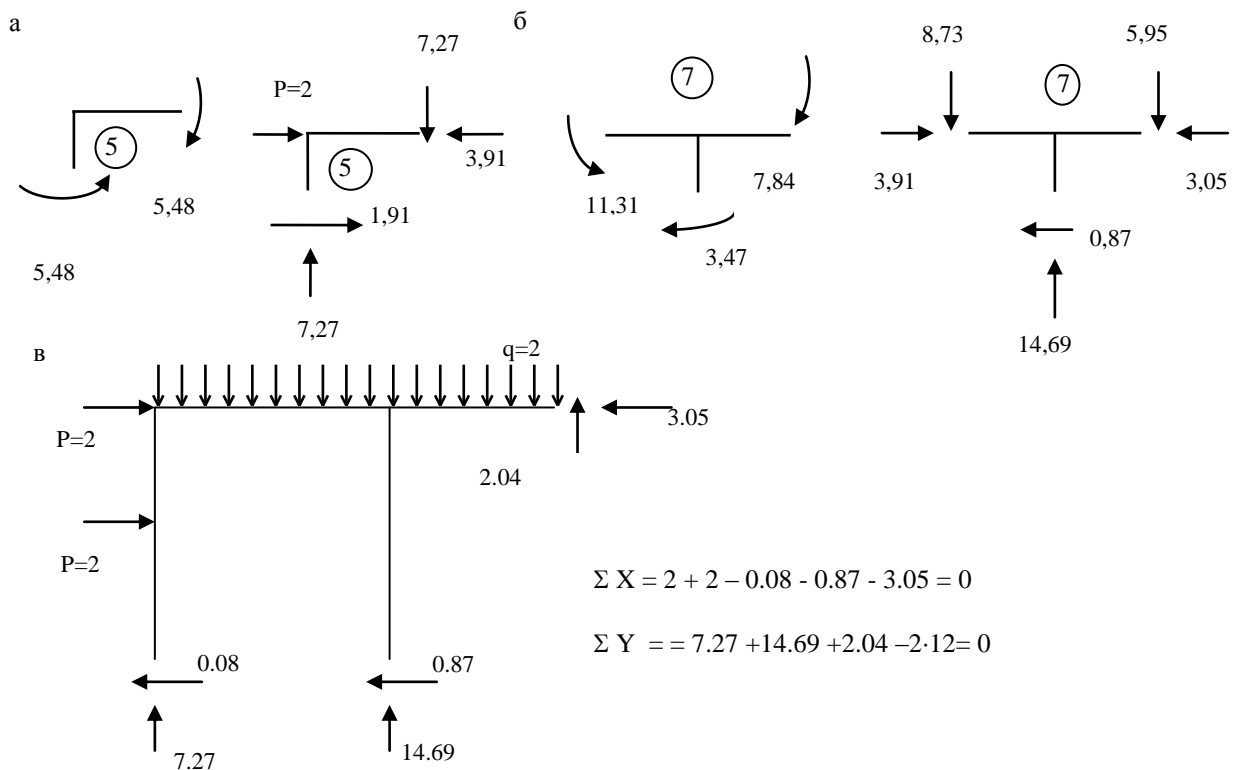 а
б
7,27
P=2
5
5
3,91
5,48
1,91
5,48
7,27
7
11,31
7,84
3,47
8,73
5,95
7
3,91
3,05
0,87
14,69
в
q=2
P=2
3.05
2.04
P=2
Σ X = 2 + 2 – 0.08 - 0.87 - 3.05 = 0
Σ Y = = 7.27 +14.69 +2.04 –2·12= 0
0.08
0.87
7.27
14.69